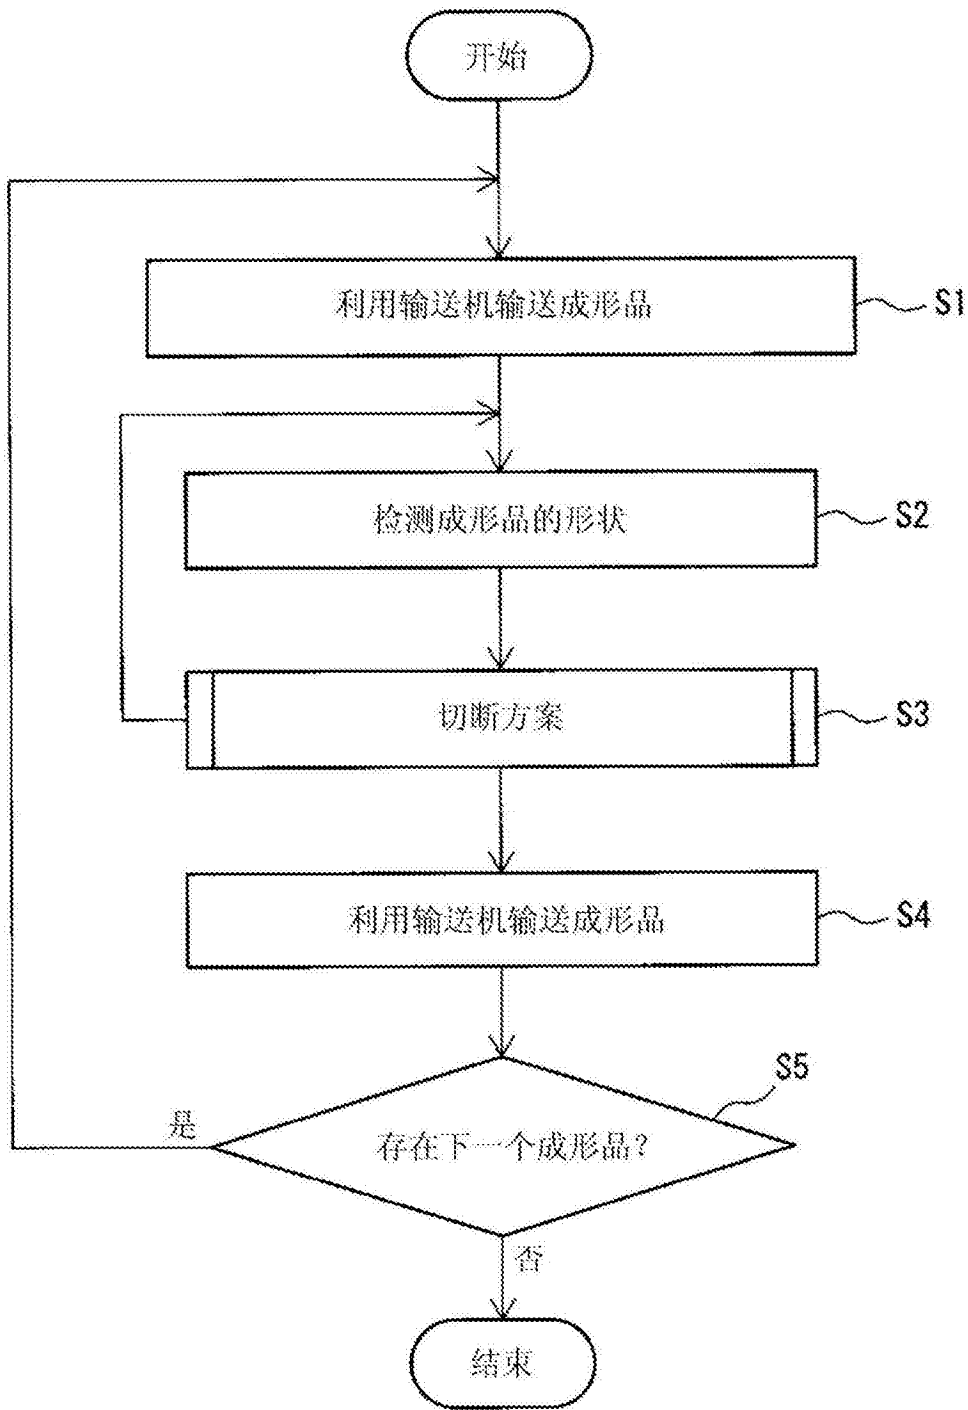 开始
利用输送机输送成形品
S1
检测成形品的形状
S2
切断方案
S3
利用输送机输送成形品
S4
S5
是
存在下一个成形品?
否
结束